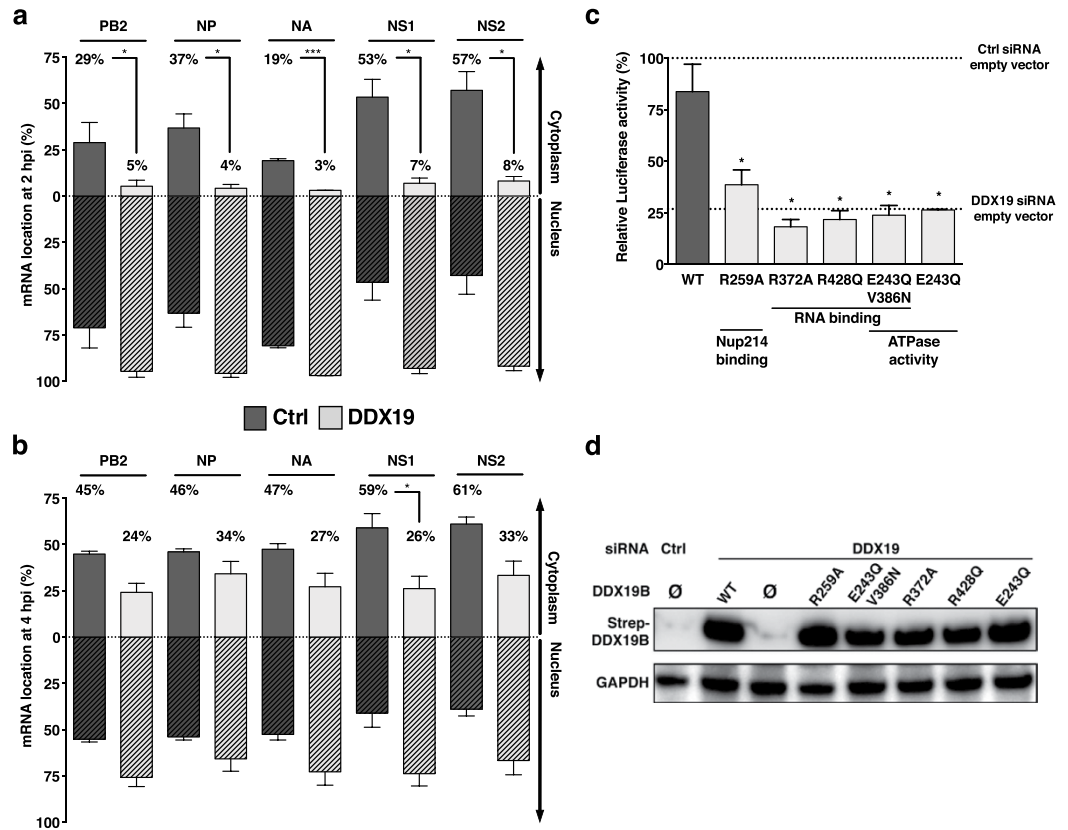 a
PB2 NP NA NS1 NS2
29% * 37% * 19% *** 53% * 57% *
5% 4% 3% 7% 8%
mRNA location at 2 hpi (%)
75
50
25
0
25
50
75
100
Cytoplasm
Nucleus
Ctrl DDX19
b
PB2 NP NA NS1 NS2
45% 46% 47% 59% * 61%
24% 34% 27% 26% 33%
mRNA location at 4 hpi (%)
75
50
25
0
25
50
75
100
Cytoplasm
Nucleus
c
Relative Luciferase activity (%)
100
75
50
25
0
Ctrl siRNA
empty vector
DDX19 siRNA
empty vector
* * * * *
WT R259A R372A R428Q E243Q E243Q
V386N
RNA binding
Nup214
binding
ATPase
activity
d
siRNA Ctrl DDX19
DDX19B Ø WT Ø R259A E243Q V386N R372A R428Q E243Q
Strep-
DDX19B
GAPDH